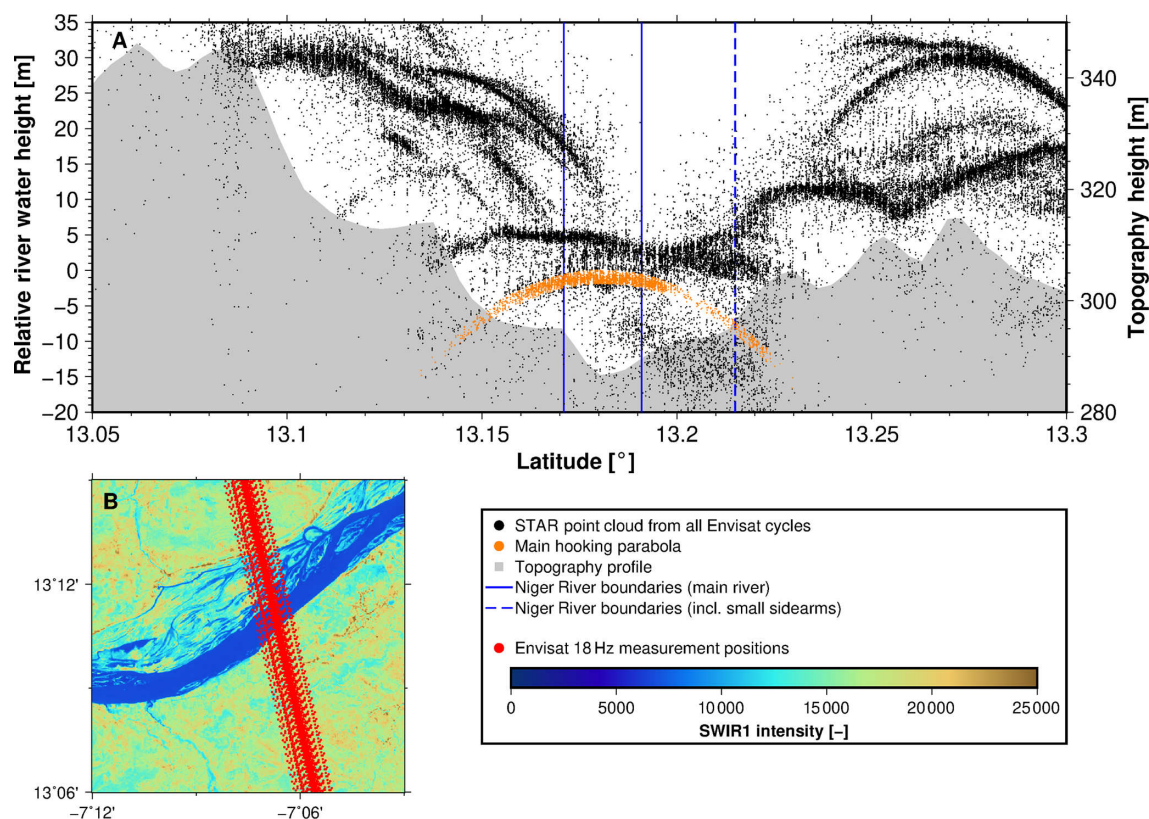 A
Relative river water height [m]
35
30
25
20
15
10
5
0
−5
−10
−15
−20
340
320
300
280
Topography height [m]
13.05
13.1
13.15
13.2
13.25
13.3
Latitude [°]
B
13°12'
13°06'
−7°12'
−7°06'
STAR point cloud from all Envisat cycles
Main hooking parabola
Topography profile
Niger River boundaries (main river)
Niger River boundaries (incl. small sidearms)
Envisat 18 Hz measurement positions
0
5000
10000
15000
20000
25000
SWIR1 intensity [−]